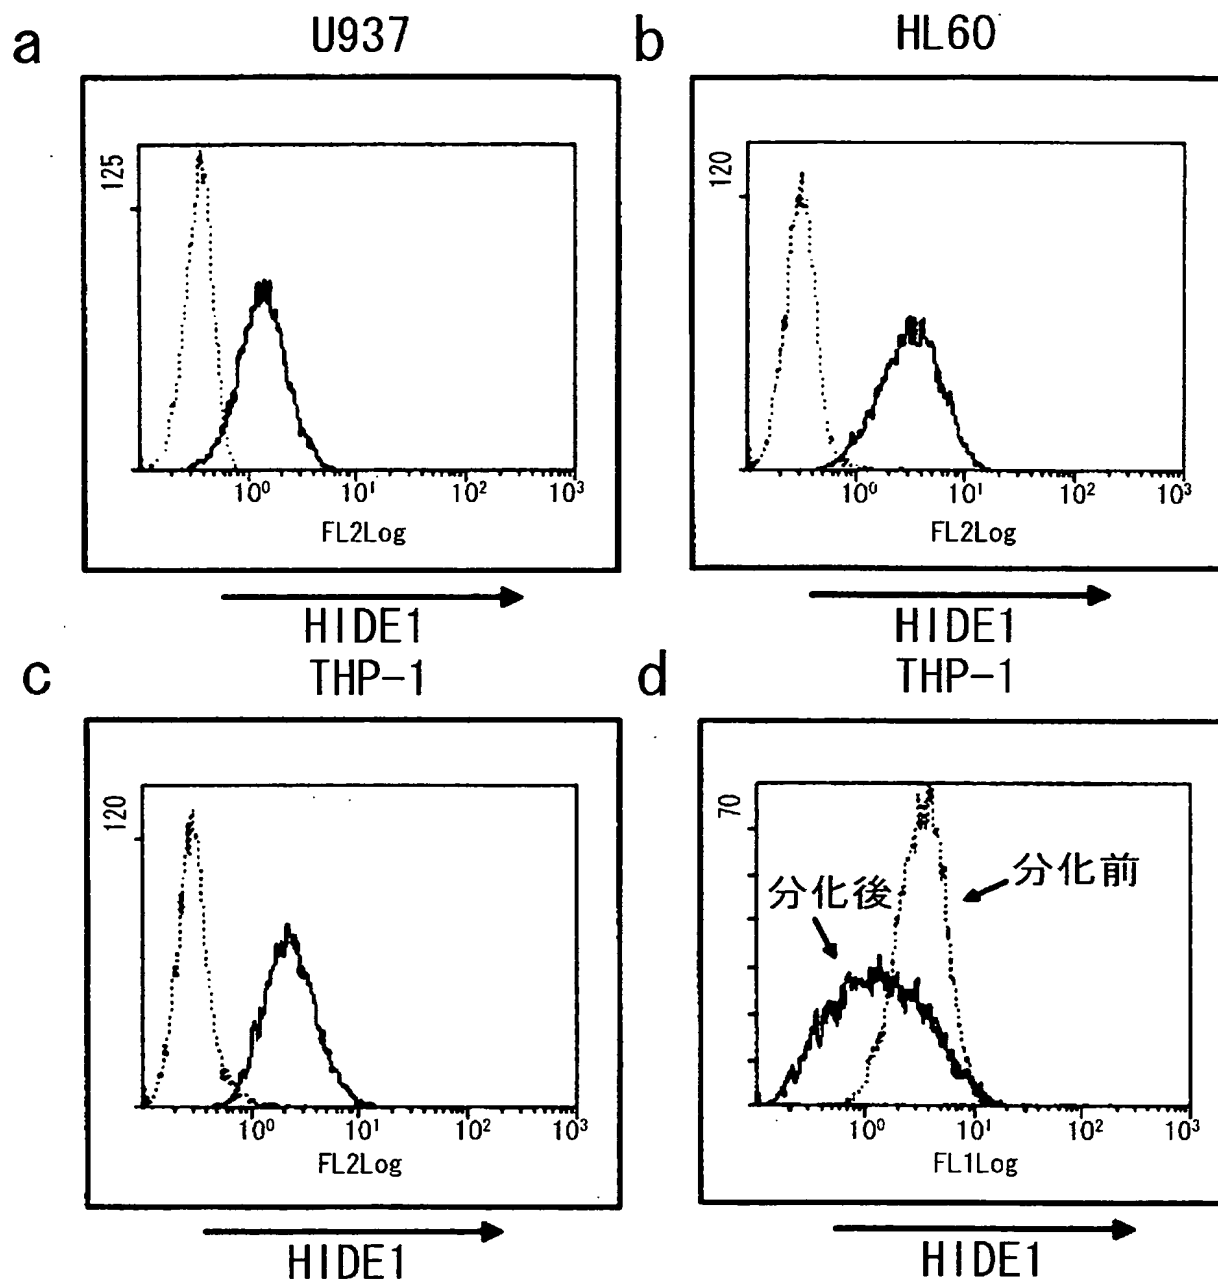 a
U937
125
10⁰ 10¹ 10² 10³
FL2Log
HIDE1
b
HL60
120
10⁰ 10¹ 10² 10³
FL2Log
HIDE1
c
THP-1
120
10⁰ 10¹ 10² 10³
FL2Log
HIDE1
d
THP-1
70
分化前
分化後
10⁰ 10¹ 10² 10³
FL1Log
HIDE1